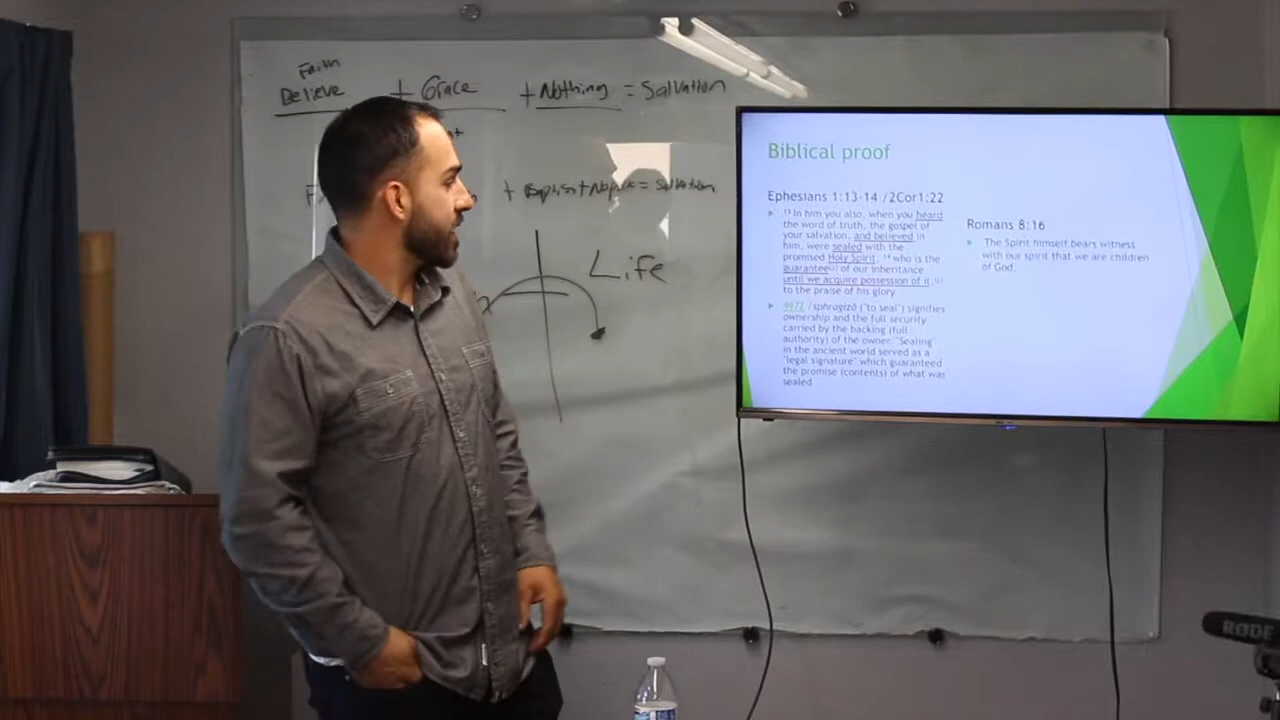 Faith
Believe + Grace + Nothing = Salvation
= Salvation
Life
Biblical proof
Ephesians 1:13-14 /2Cor1:22
13 In him you also, when you heard
the word of truth, the gospel of
your salvation, and believed in
him, were sealed with the
promised Holy Spirit, 14 who is the
guarantee of our inheritance
until we acquire possession of it,
to the praise of his glory
4972 /sphragízō ("to seal") signifies
ownership and the full security
carried by the backing (full
authority) of the owner. "Sealing"
in the ancient world served as a
"legal signature" which guaranteed
the promise (contents) of what was
sealed
Romans 8:16
The Spirit himself bears witness
with our spirit that we are children
of God.
RØDE